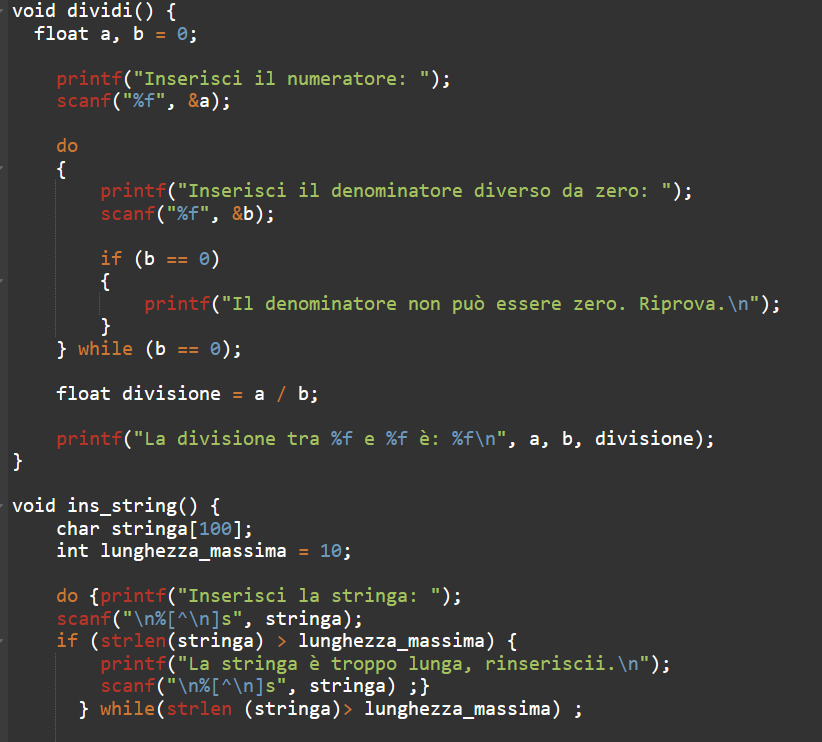 void dividi() {
float a, b = 0;
printf("Inserisci il numeratore: ");
scanf("%f", &a);
do
{
printf("Inserisci il denominatore diverso da zero: ");
scanf("%f", &b);
if (b == 0)
{
printf("Il denominatore non può essere zero. Riprova.\n");
}
} while (b == 0);
float divisione = a / b;
printf("La divisione tra %f e %f è: %f\n", a, b, divisione);
}
void ins_string() {
char stringa[100];
int lunghezza_massima = 10;
do {printf("Inserisci la stringa: ");
scanf("\n%[^\n]s", stringa);
if (strlen(stringa) > lunghezza_massima) {
printf("La stringa è troppo lunga, rinseriscii.\n");
scanf("\n%[^\n]s", stringa) ;}
} while(strlen (stringa)> lunghezza_massima) ;